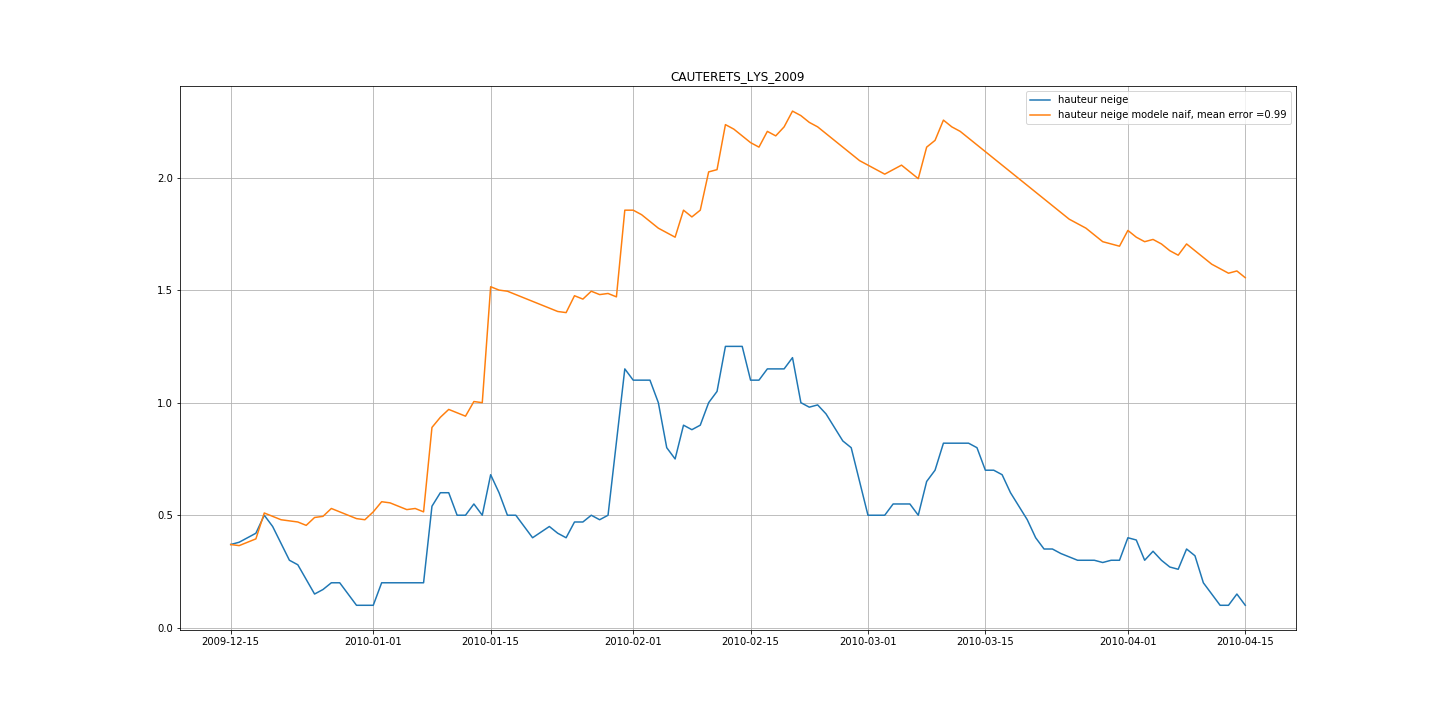 CAUTERETS_LYS_2009
hauteur neige
hauteur neige modele naif, mean error =0.99
2.0
1.5
1.0
0.5
0.0
2009-12-15 2010-01-01 2010-01-15 2010-02-01 2010-02-15 2010-03-01 2010-03-15 2010-04-01 2010-04-15